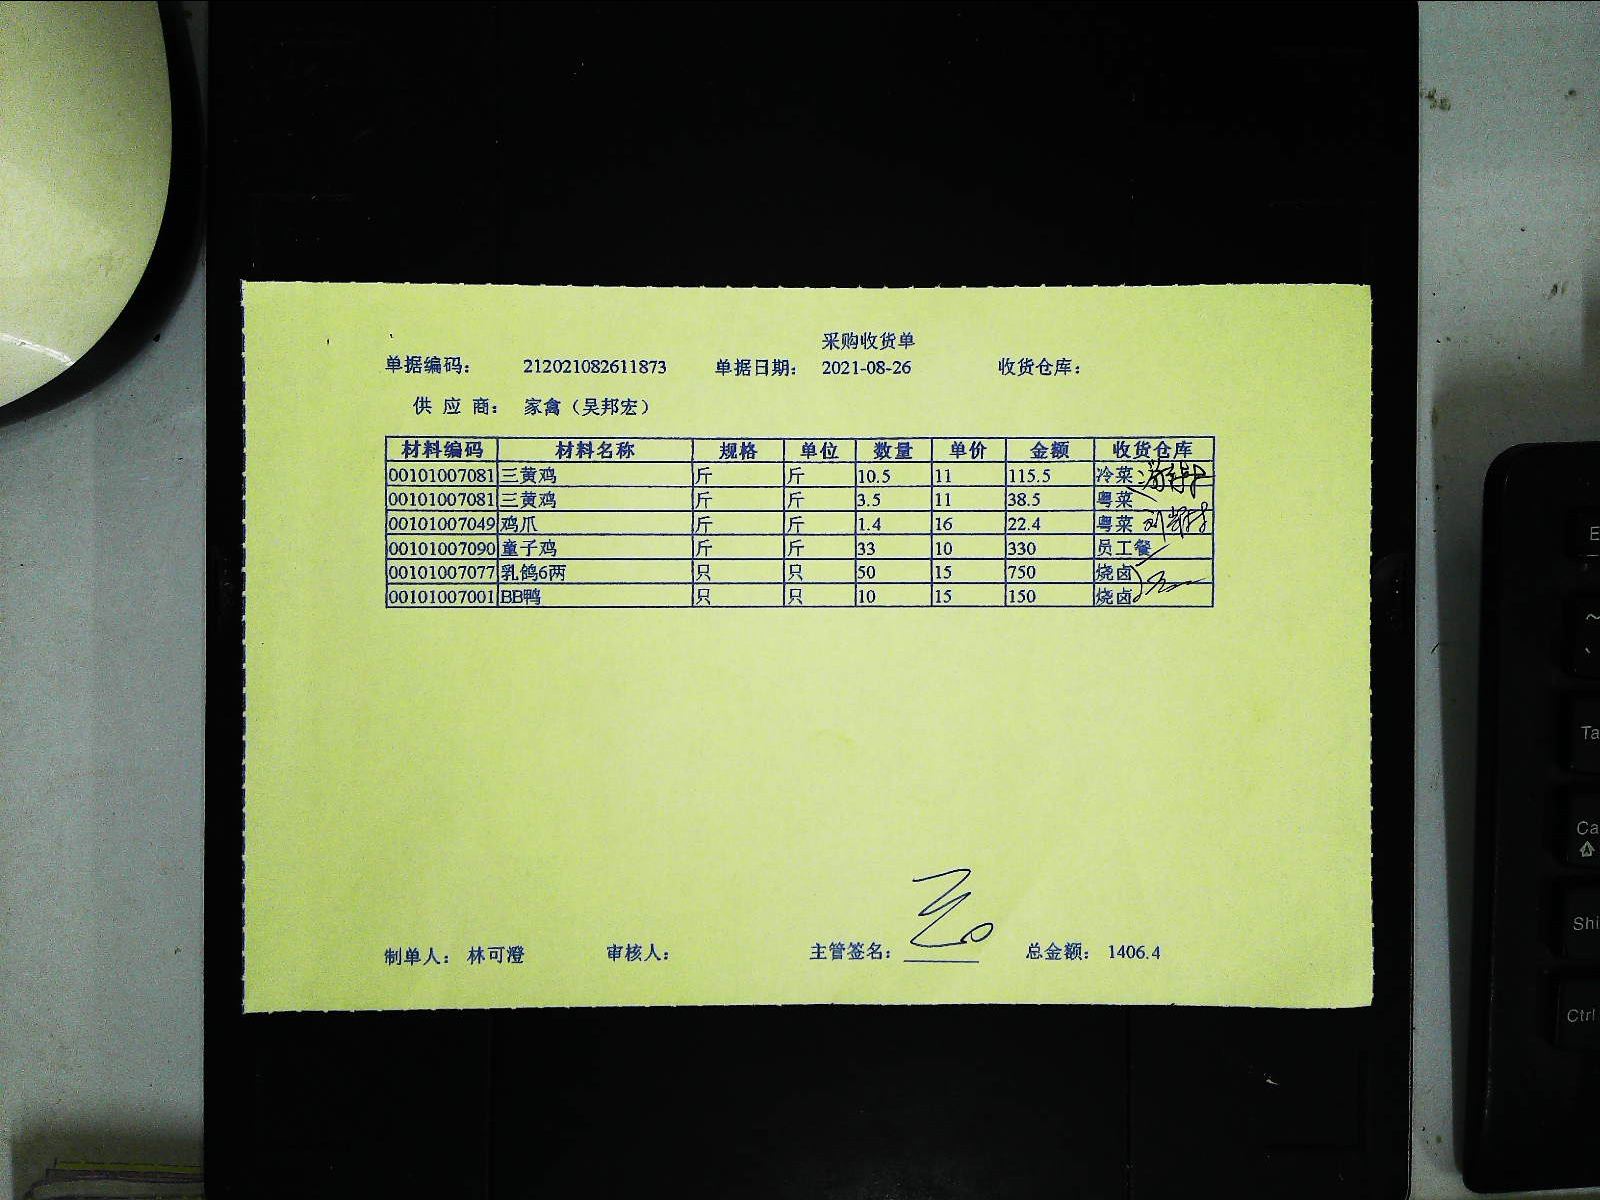 采购收货单
单据编码： 212021082611873 单据日期： 2021-08-26 收货仓库：
供 应 商： 家禽（吴邦宏）
材料编码 材料名称 规格 单位 数量 单价 金额 收货仓库
00101007081 三黄鸡 斤 斤 10.5 11 115.5 冷菜
00101007081 三黄鸡 斤 斤 3.5 11 38.5 粤菜
00101007049 鸡爪 斤 斤 1.4 16 22.4 粤菜
00101007090 童子鸡 斤 斤 33 10 330 员工餐
00101007077 乳鸽6两 只 只 50 15 750 烧卤
00101007001 BB鸭 只 只 10 15 150 烧卤
制单人： 林可澄 审核人： 主管签名： 总金额： 1406.4
E
~
Ta
Ca
Shi
Ctrl